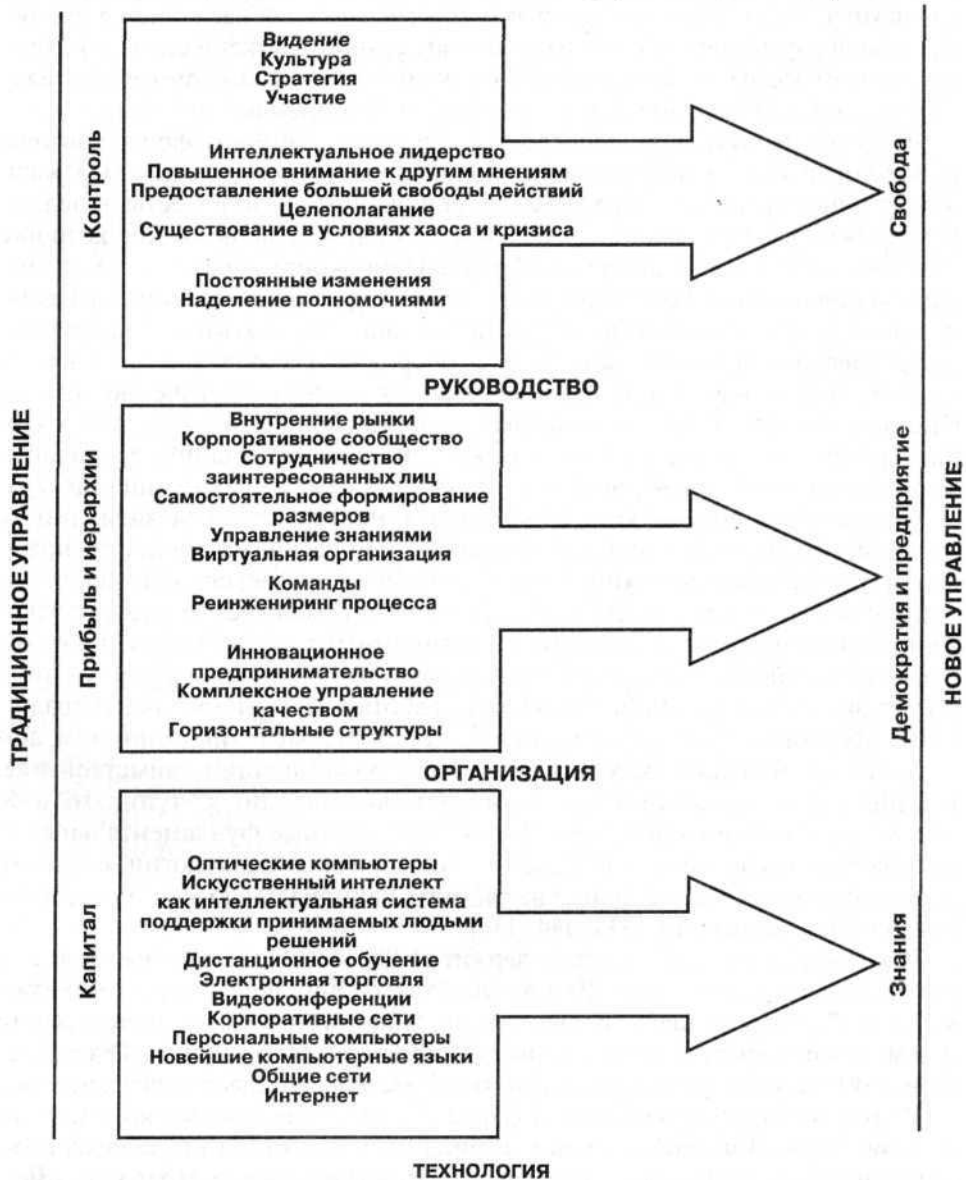 ТРАДИЦИОННОЕ УПРАВЛЕНИЕ
Контроль
Видение
Культура
Стратегия
Участие
Интеллектуальное лидерство
Повышенное внимание к другим мнениям
Предоставление большей свободы действий
Целеполагание
Существование в условиях хаоса и кризиса
Постоянные изменения
Наделение полномочиями
Свобода
РУКОВОДСТВО
Прибыль и иерархии
Внутренние рынки
Корпоративное сообщество
Сотрудничество
заинтересованных лиц
Самостоятельное формирование
размеров
Управление знаниями
Виртуальная организация
Команды
Реинжениринг процесса
Инновационное
предпринимательство
Комплексное управление
качеством
Горизонтальные структуры
Демократия и предприятие
ОРГАНИЗАЦИЯ
Капитал
Оптические компьютеры
Искусственный интеллект
как интеллектуальная система
поддержки принимаемых людьми
решений
Дистанционное обучение
Электронная торговля
Видеоконференции
Корпоративные сети
Персональные компьютеры
Новейшие компьютерные языки
Общие сети
Интернет
Знания
ТЕХНОЛОГИЯ
НОВОЕ УПРАВЛЕНИЕ